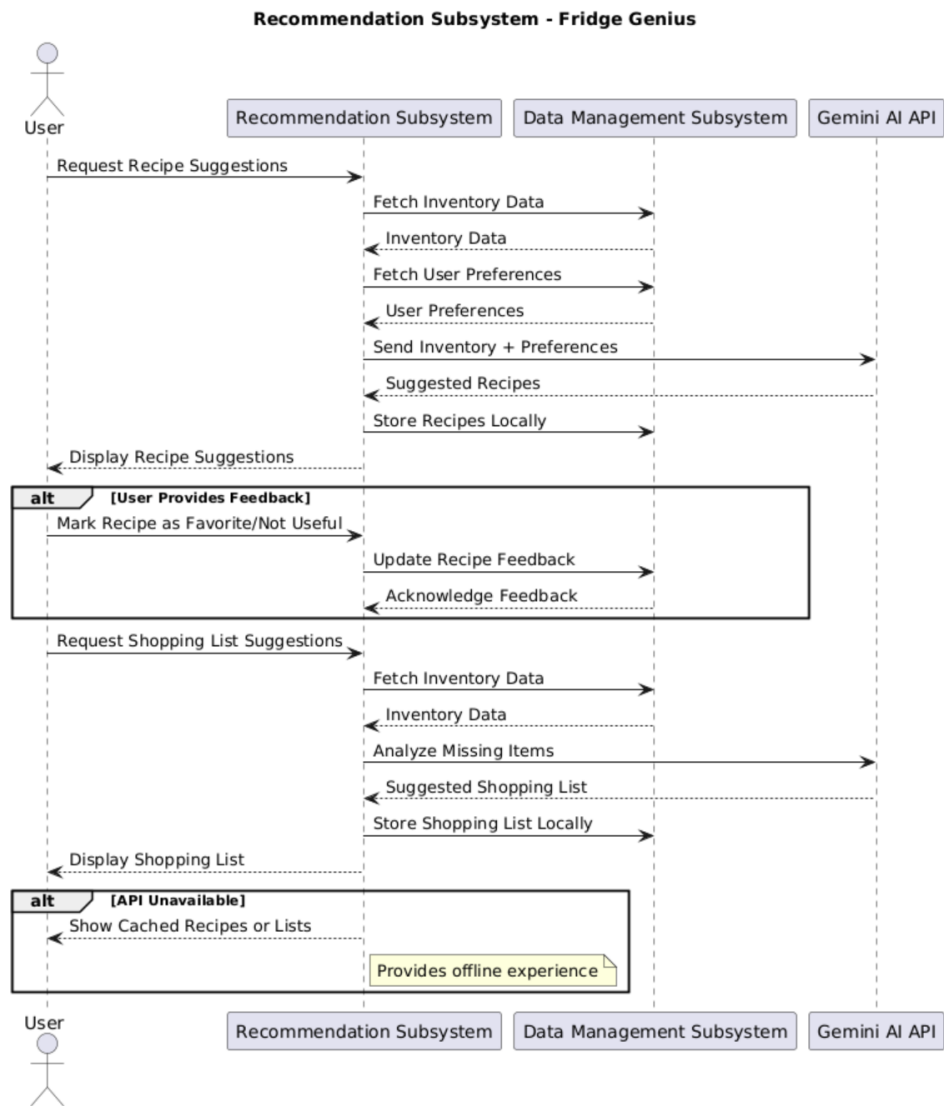 Recommendation Subsystem - Fridge Genius
User
Recommendation Subsystem
Data Management Subsystem
Gemini AI API
Request Recipe Suggestions
Fetch Inventory Data
Inventory Data
Fetch User Preferences
User Preferences
Send Inventory + Preferences
Suggested Recipes
Store Recipes Locally
Display Recipe Suggestions
alt [User Provides Feedback]
Mark Recipe as Favorite/Not Useful
Update Recipe Feedback
Acknowledge Feedback
Request Shopping List Suggestions
Fetch Inventory Data
Inventory Data
Analyze Missing Items
Suggested Shopping List
Store Shopping List Locally
Display Shopping List
alt [API Unavailable]
Show Cached Recipes or Lists
Provides offline experience
User
Recommendation Subsystem
Data Management Subsystem
Gemini AI API